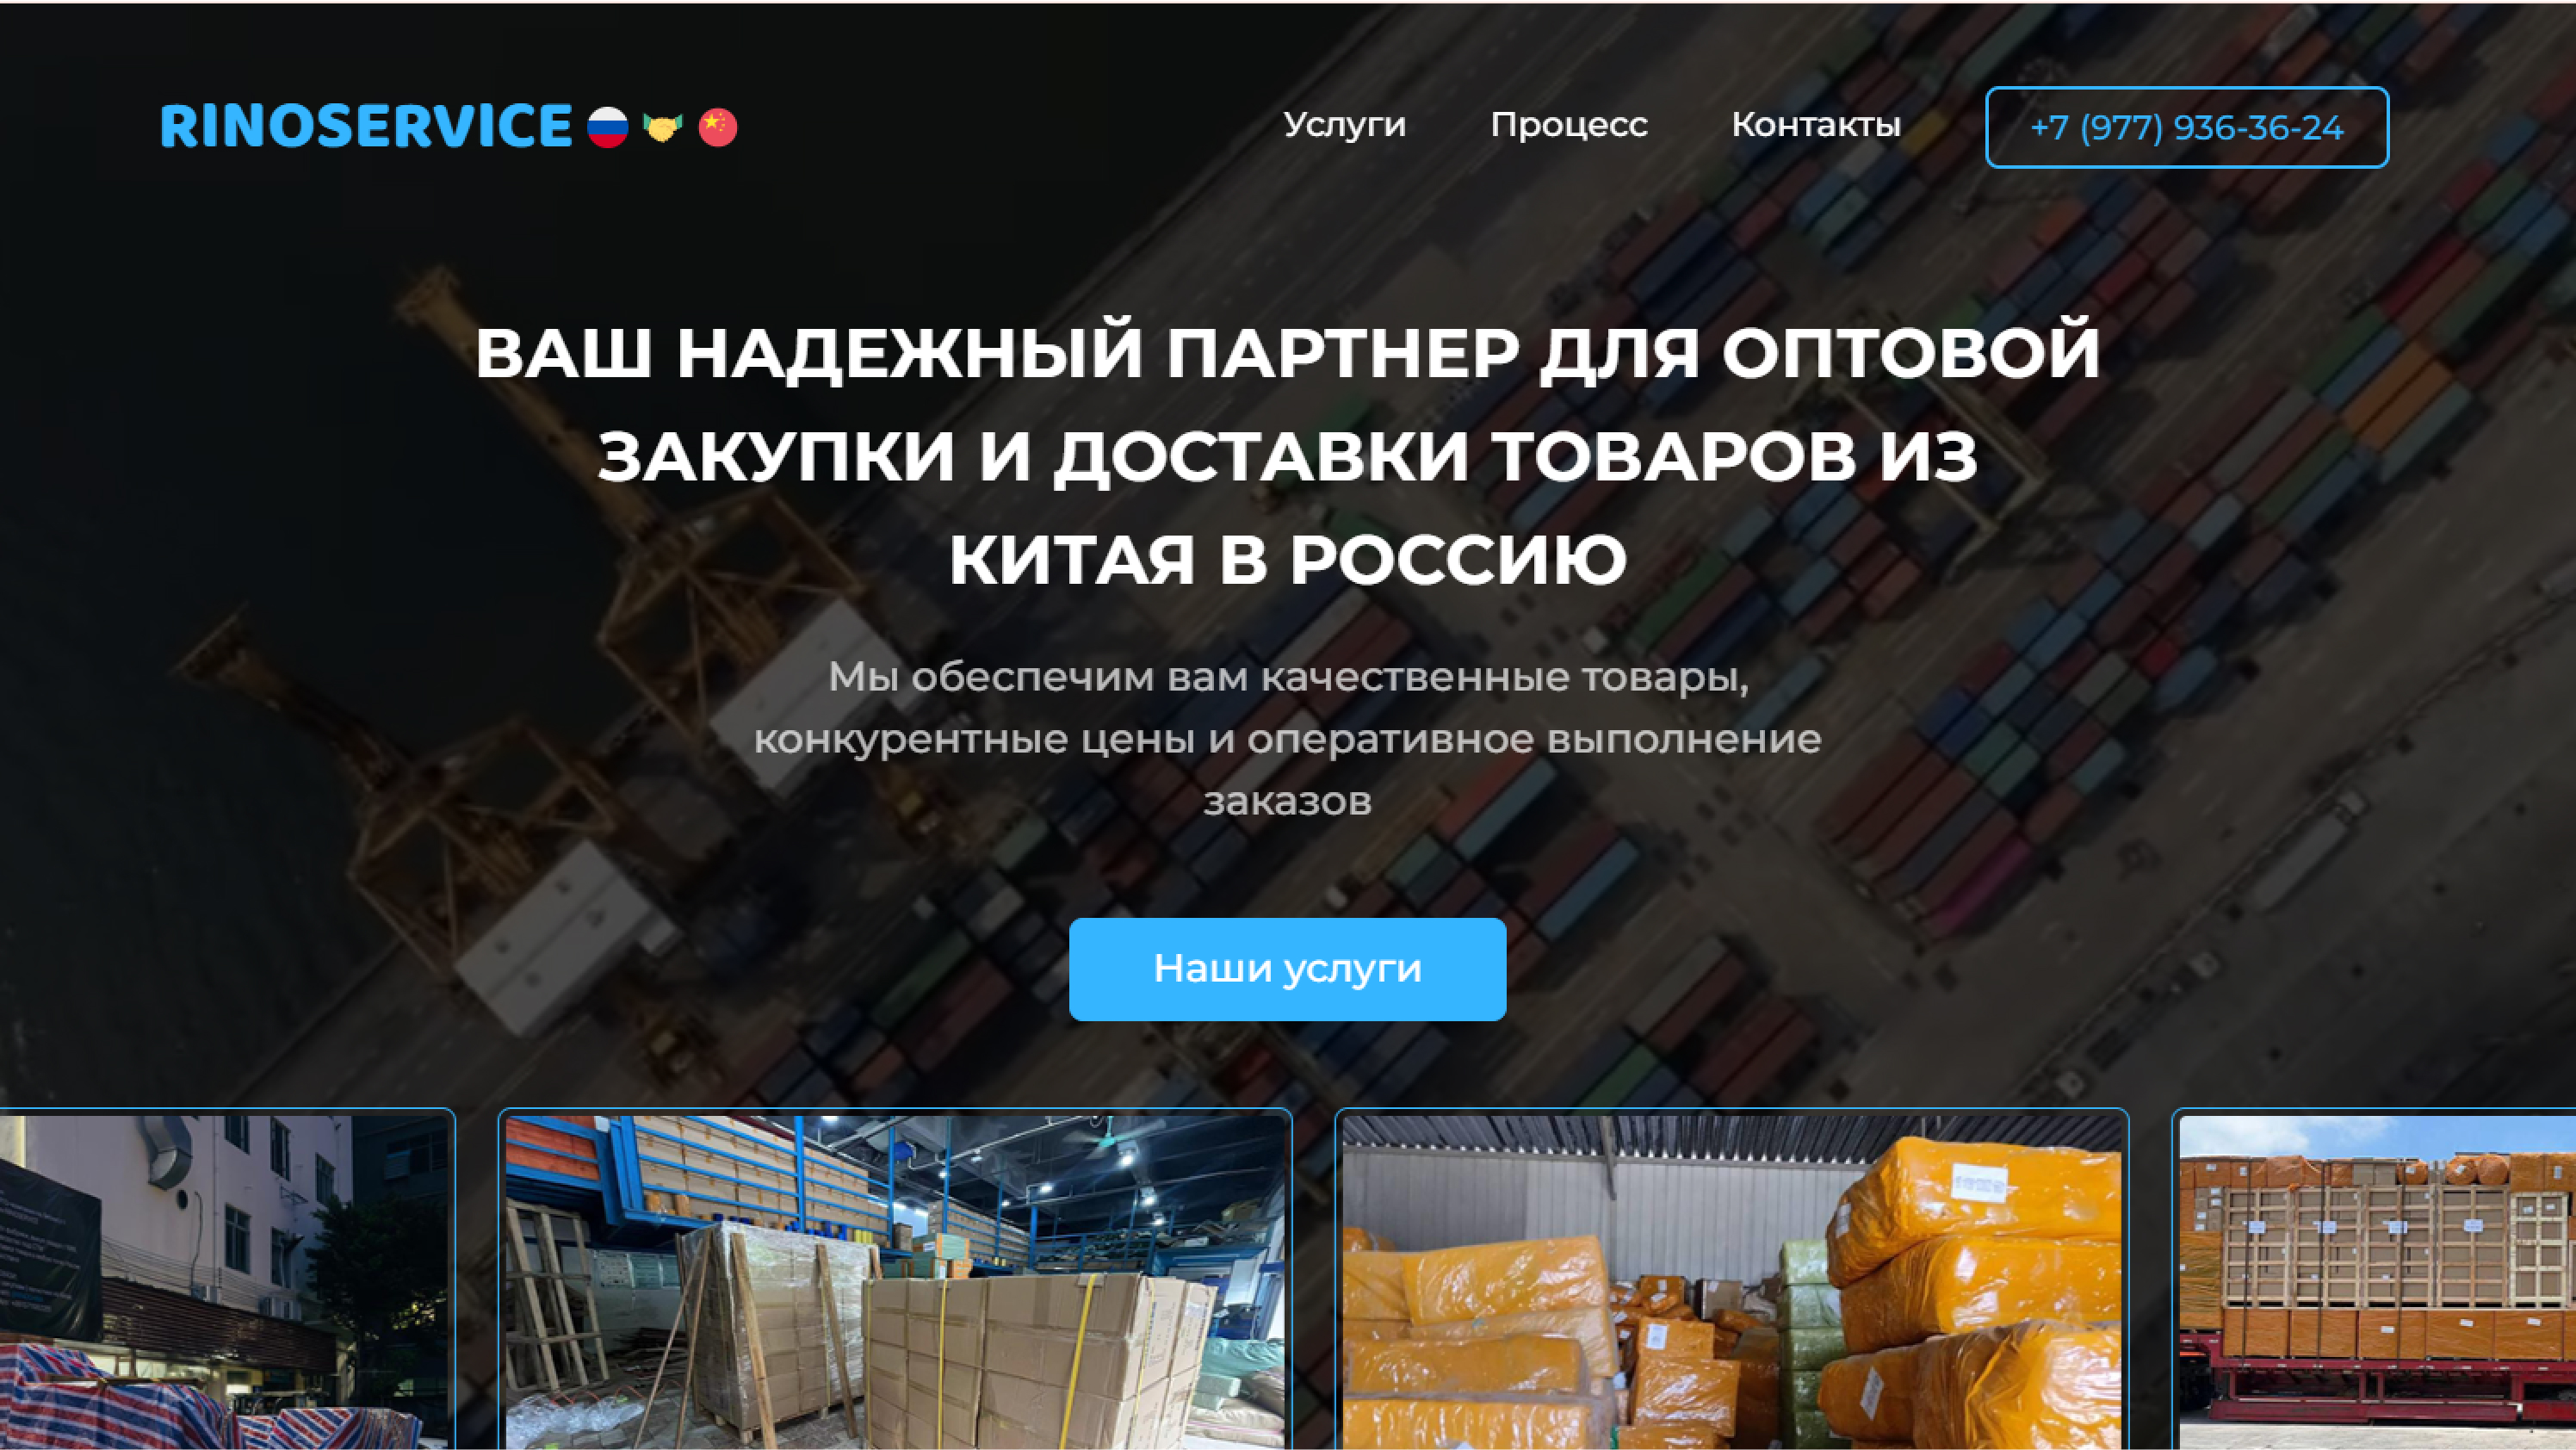 RINOSERVICE
Услуги
Процесс
Контакты
+7 (977) 936-36-24
ВАШ НАДЕЖНЫЙ ПАРТНЕР ДЛЯ ОПТОВОЙ
ЗАКУПКИ И ДОСТАВКИ ТОВАРОВ ИЗ
КИТАЯ В РОССИЮ
Мы обеспечим вам качественные товары,
конкурентные цены и оперативное выполнение
заказов
Наши услуги